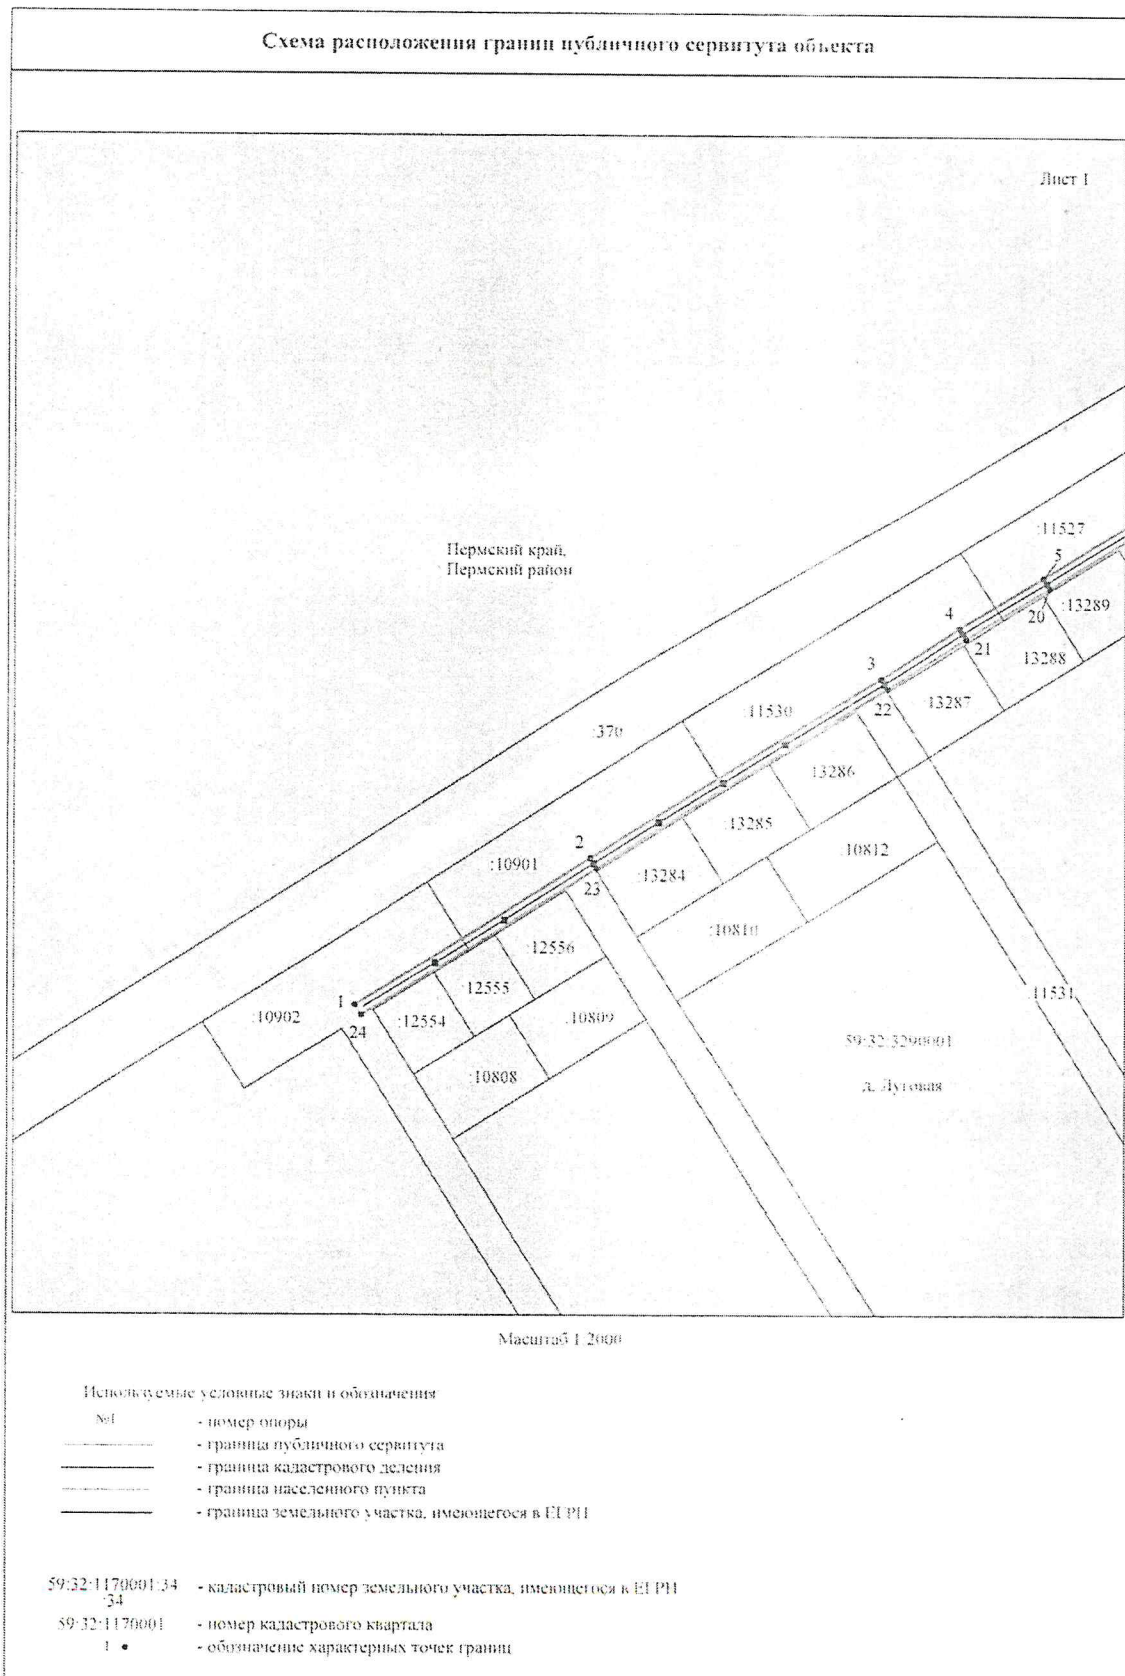 Схема расположения границ публичного сервитута объекта
Лист 1
Пермский край,
Пермский район
:11527
5
:13289
20
4
21
13288
3
:13287
22
:11530
:370
13286
2
:10901
:13285
:10812
23
:13284
:10810
:12556
:12555
:11531
1
:10902
:12554
24
:10809
59:32:3290001
:10808
д. Луговая
Масштаб 1:2000
Используемые условные знаки и обозначения
№1 - номер опоры
- граница публичного сервитута
- граница кадастрового деления
- граница населенного пункта
- граница земельного участка, имеющегося в ЕГРН
59:32:1170001:34 - кадастровый номер земельного участка, имеющегося в ЕГРН
:34
59:32:1170001 - номер кадастрового квартала
1 • - обозначение характерных точек границ